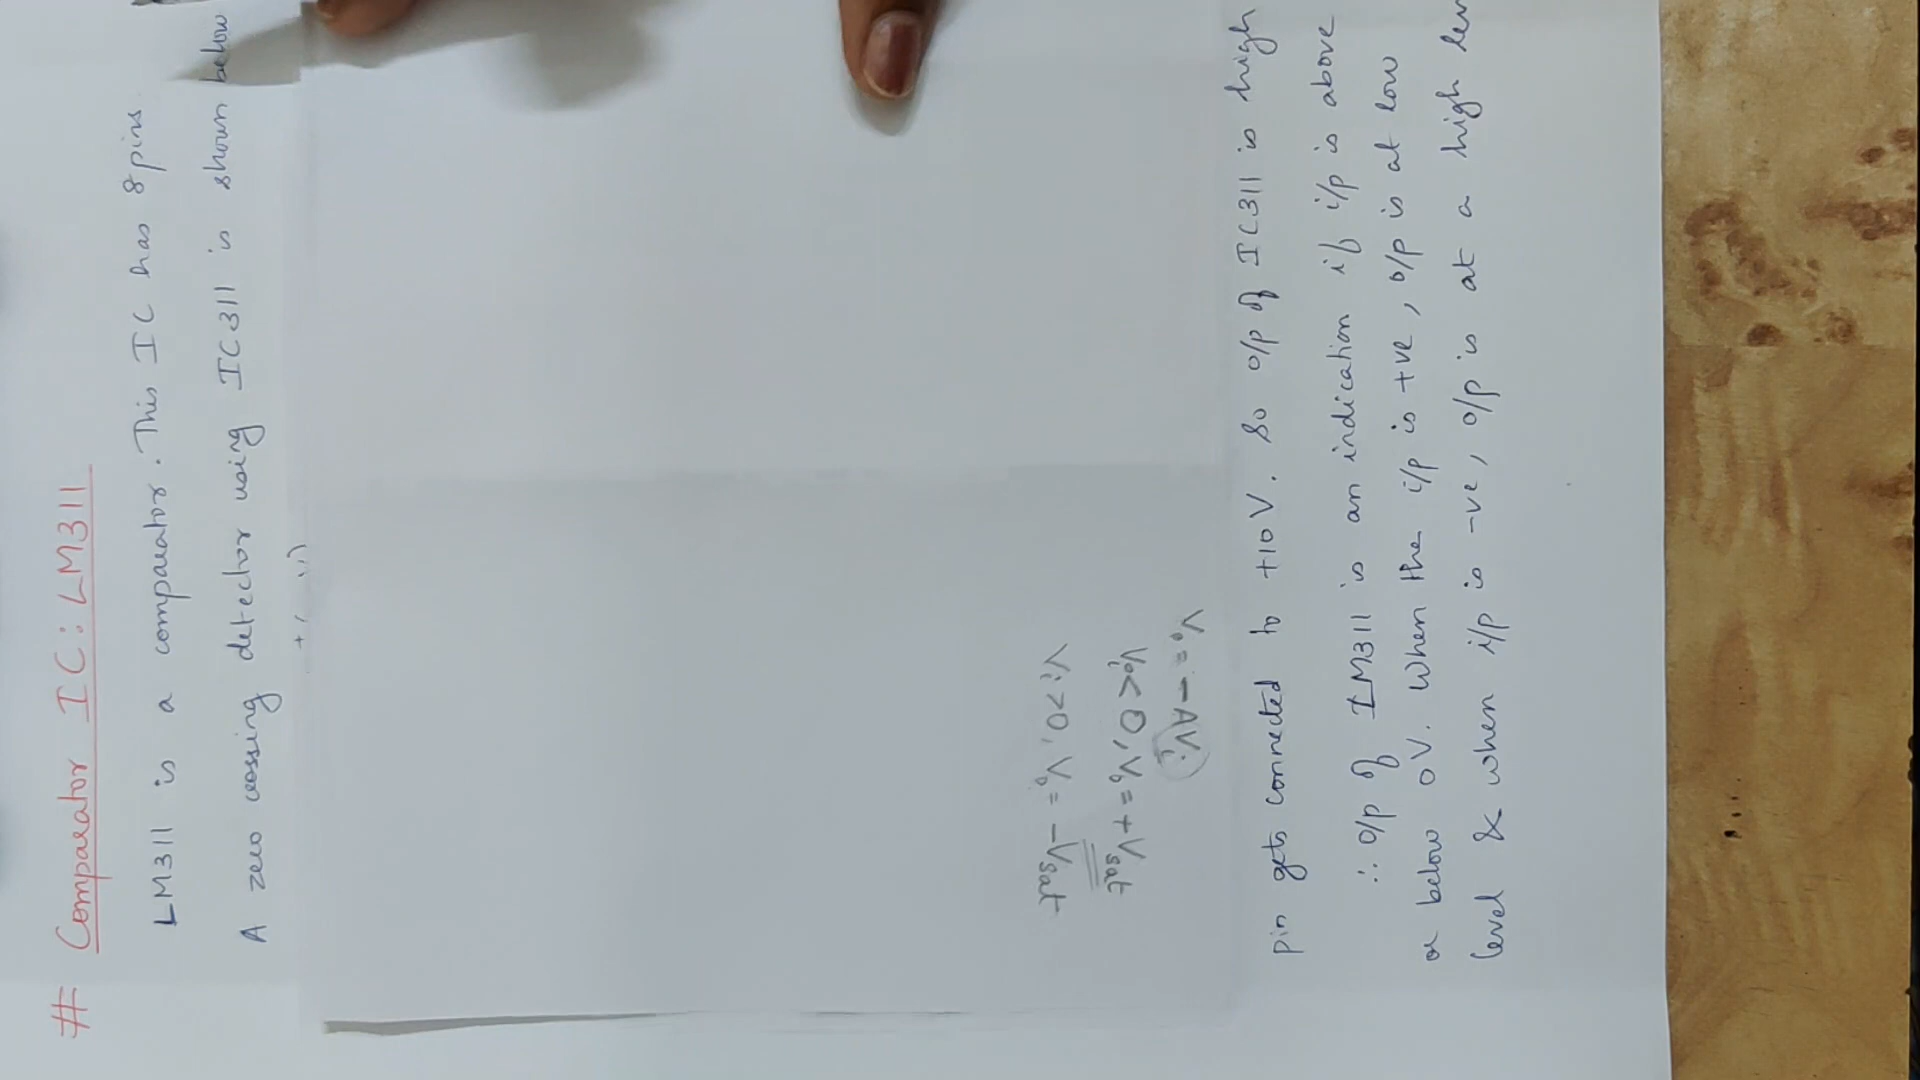 # Comparator IC: LM311
LM311 is a comparator. This IC has 8 pins.
A zero cossing detector using IC311 is shown below
Vi>0, Vo = -Vsat
Vi<0, Vo = +Vsat
Vo = -AVi
pin gets connected to +10V. So o/p of IC311 is high
∴ o/p of LM311 is an indication if i/p is above
or below 0V. When the i/p is +ve, o/p is at low
level & when i/p is -ve, o/p is at a high